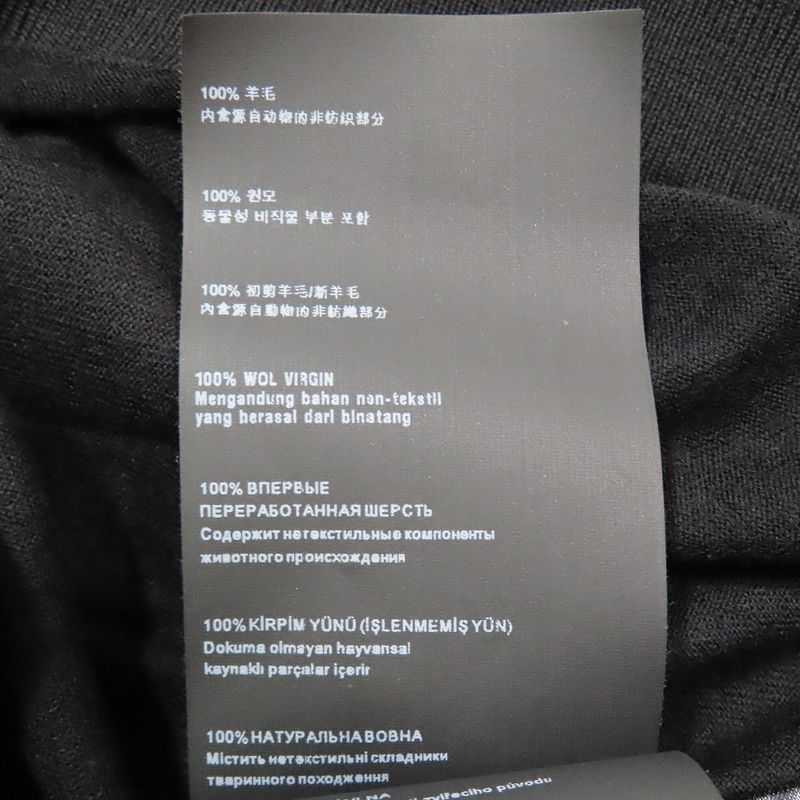 100% 羊毛
内含源自动物的非纺织部分
100% 원모
동물성 비직물 부분 포함
100% 初剪羊毛/新羊毛
內含源自動物的非紡織部分
100% WOL VIRGIN
Mengandung bahan non-tekstil
yang berasal dari binatang
100% ВПЕРВЫЕ
ПЕРЕРАБОТАННАЯ ШЕРСТЬ
Содержит нетекстильные компоненты
животного происхождения
100% KİRPİM YÜNÜ (İŞLENMEMİŞ YÜN)
Dokuma olmayan hayvansal
kaynaklı parçalar içerir
100% НАТУРАЛЬНА ВОВНА
Містить нетекстильні складники
тваринного походження
zvířecího původu